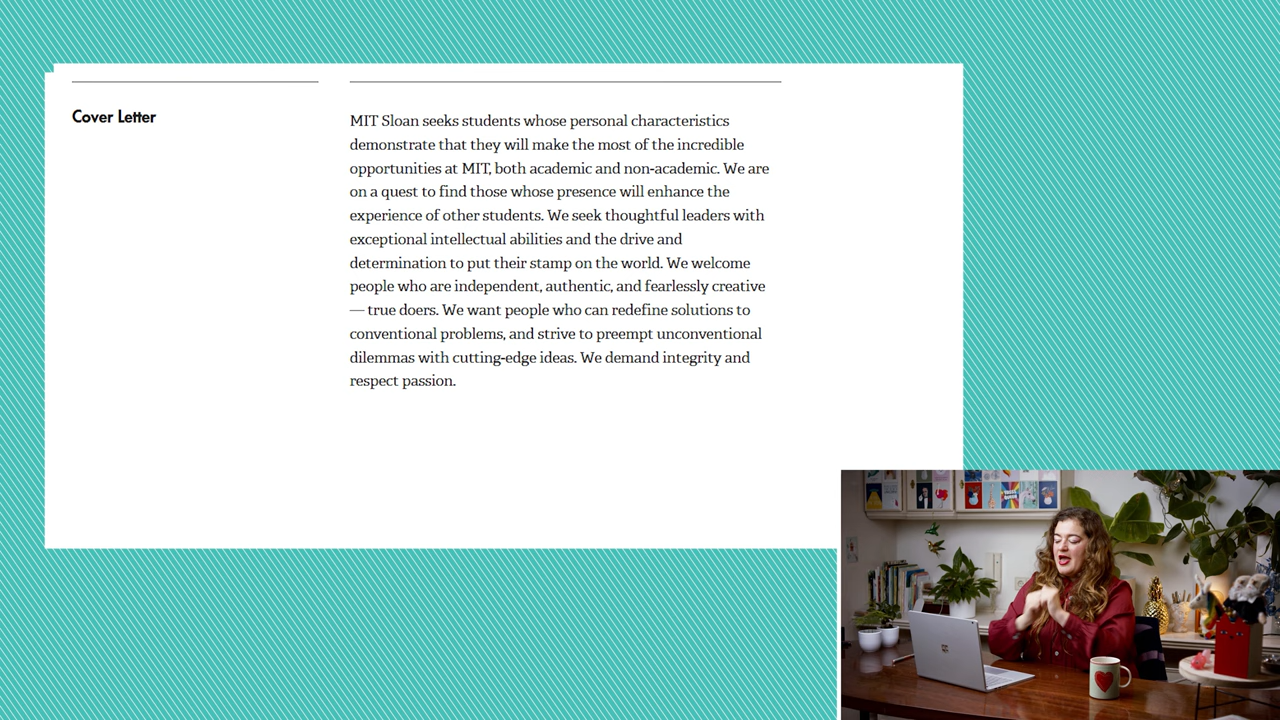 Cover Letter
MIT Sloan seeks students whose personal characteristics
demonstrate that they will make the most of the incredible
opportunities at MIT, both academic and non-academic. We are
on a quest to find those whose presence will enhance the
experience of other students. We seek thoughtful leaders with
exceptional intellectual abilities and the drive and
determination to put their stamp on the world. We welcome
people who are independent, authentic, and fearlessly creative
— true doers. We want people who can redefine solutions to
conventional problems, and strive to preempt unconventional
dilemmas with cutting-edge ideas. We demand integrity and
respect passion.